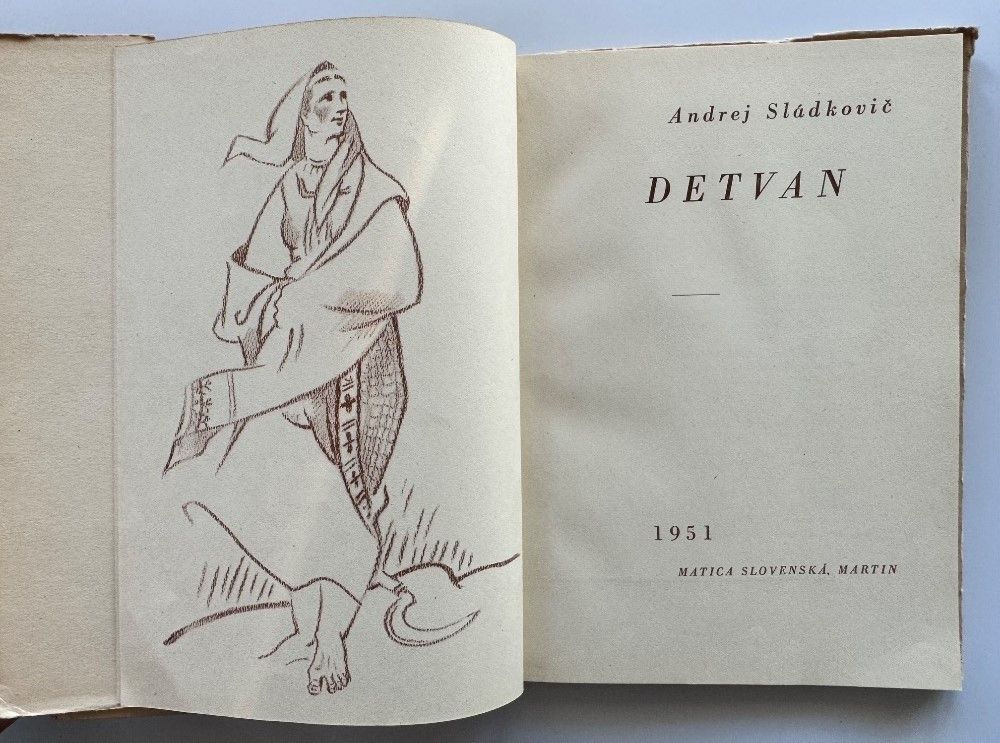 Andrej Sládkovič
DETVAN
1951
MATICA SLOVENSKÁ, MARTIN